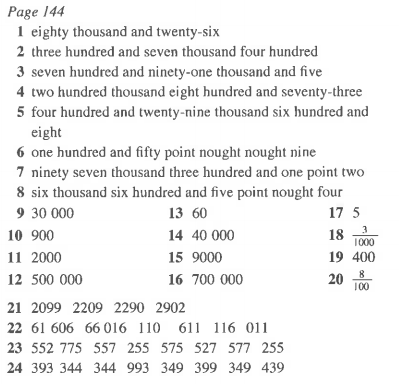 Page 144
1 eighty thousand and twenty-six
2 three hundred and seven thousand four hundred
3 seven hundred and ninety-one thousand and five
4 two hundred thousand eight hundred and seventy-three
5 four hundred and twenty-nine thousand six hundred and
eight
6 one hundred and fifty point nought nought nine
7 ninety seven thousand three hundred and one point two
8 six thousand six hundred and five point nought four
9 30 000 13 60 17 5
10 900 14 40 000 18 3/1000
11 2000 15 9000 19 400
12 500 000 16 700 000 20 8/100
21 2099 2209 2290 2902
22 61 606 66 016 110 611 116 011
23 552 775 557 255 575 527 577 255
24 393 344 344 993 349 399 349 439